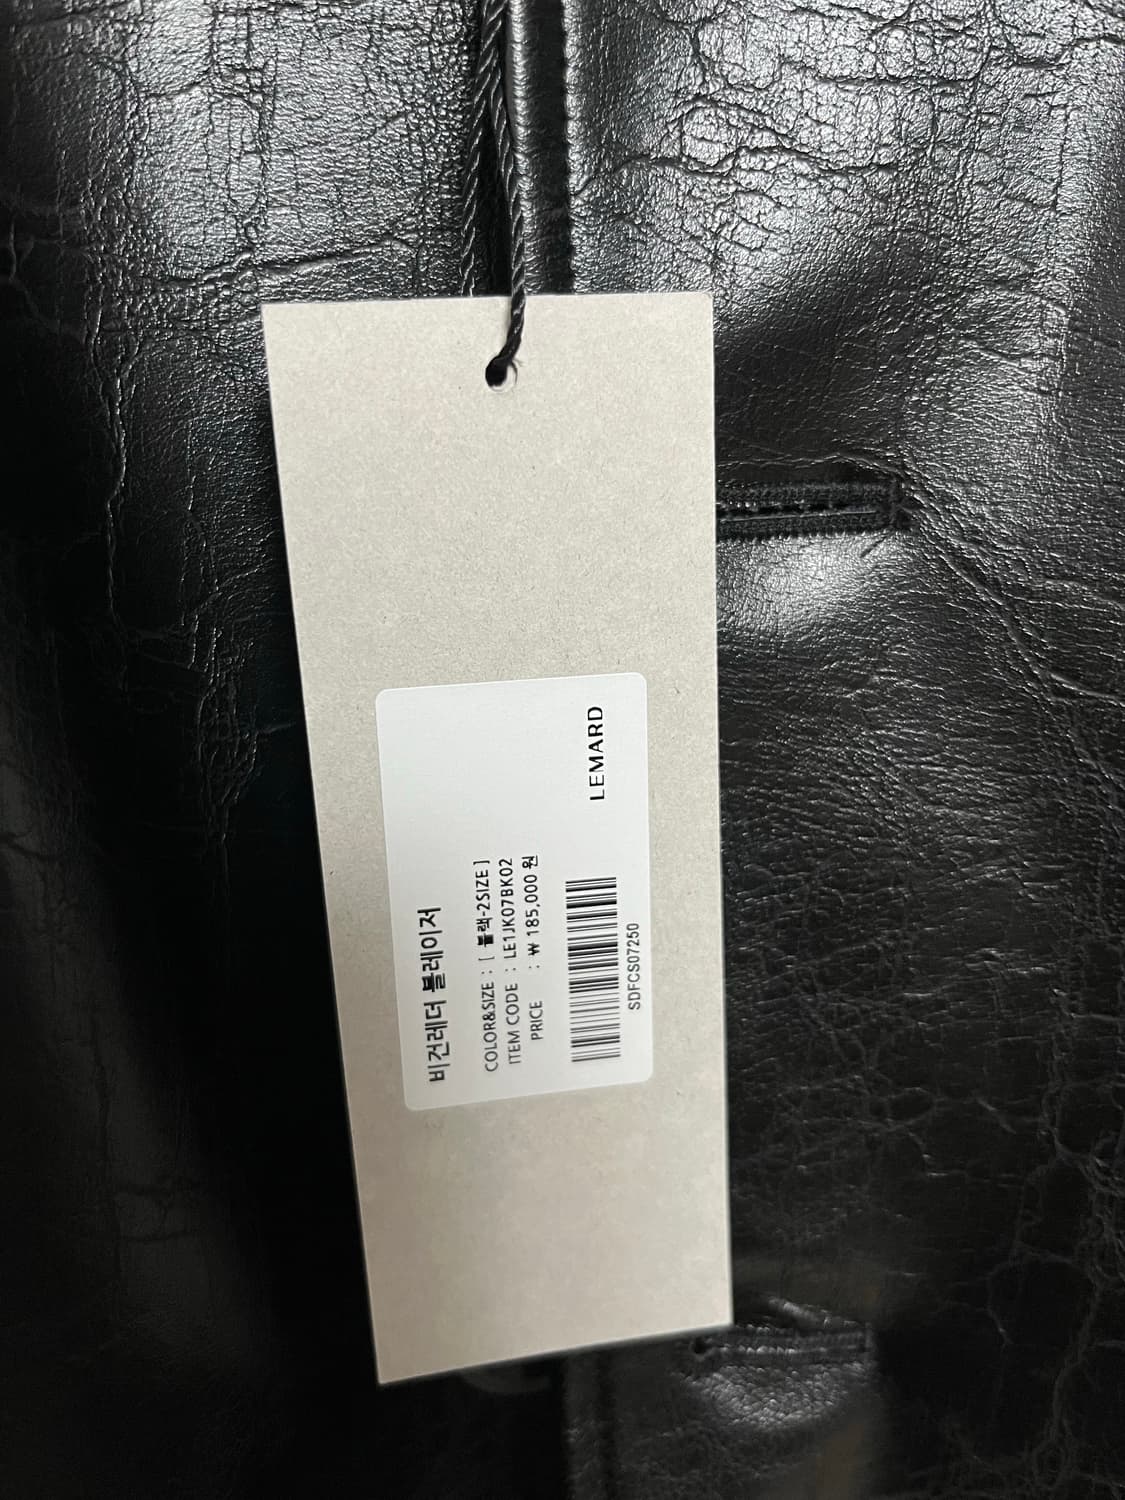 비건레더 블레이저
COLOR&SIZE : [ 블랙-2SIZE ]
ITEM CODE : LE1JK07BK02
PRICE : ₩ 185,000 원
SDFCS07250
LEMARD